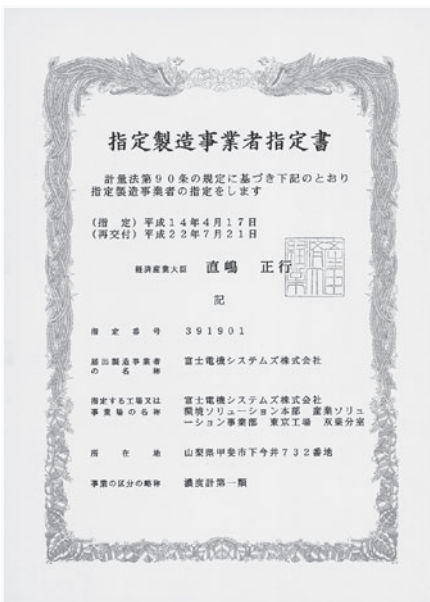 指定製造事業者指定書
計量法第90条の規定に基づき下記のとおり
指定製造事業者の指定をします
(指 定) 平成14年4月17日
(再交付) 平成22年7月21日
経済産業大臣 直嶋 正行
記
指定番号 391901
届出製造事業者 富士電機システムズ株式会社
の名称
指定する工場又は 富士電機システムズ株式会社
事業場の名称 環境ソリューション本部 産業ソリュ
ーション事業部 東京工場 双葉分室
所在地 山梨県甲斐市下今井732番地
事業の区分の略称 濃度計第一類